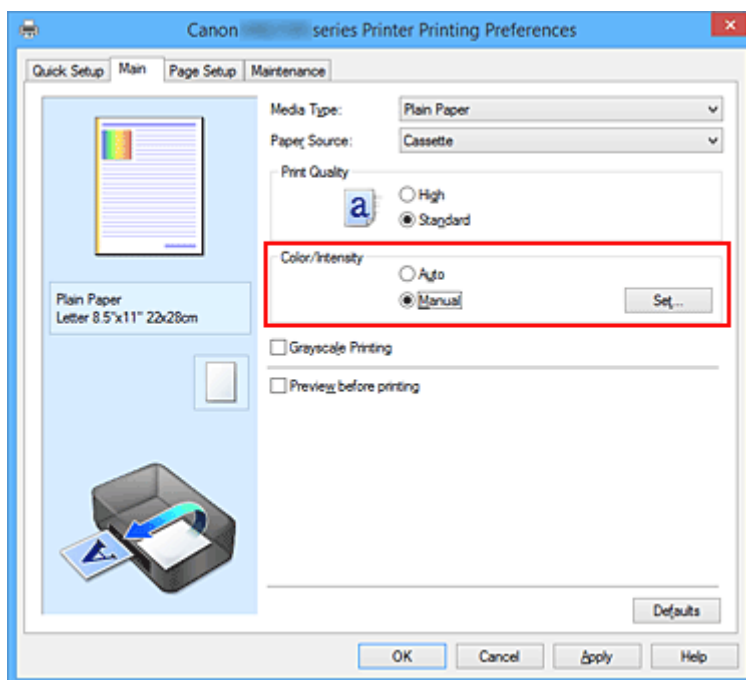 Canon series Printer Printing Preferences
Quick Setup Main Page Setup Maintenance
Media Type: Plain Paper
Paper Source: Cassette
Print Quality
a
High
Standard
Color/Intensity
Auto
Manual Set...
Plain Paper
Letter 8.5"x11" 22x28cm
Grayscale Printing
Preview before printing
A
Defaults
OK Cancel Apply Help